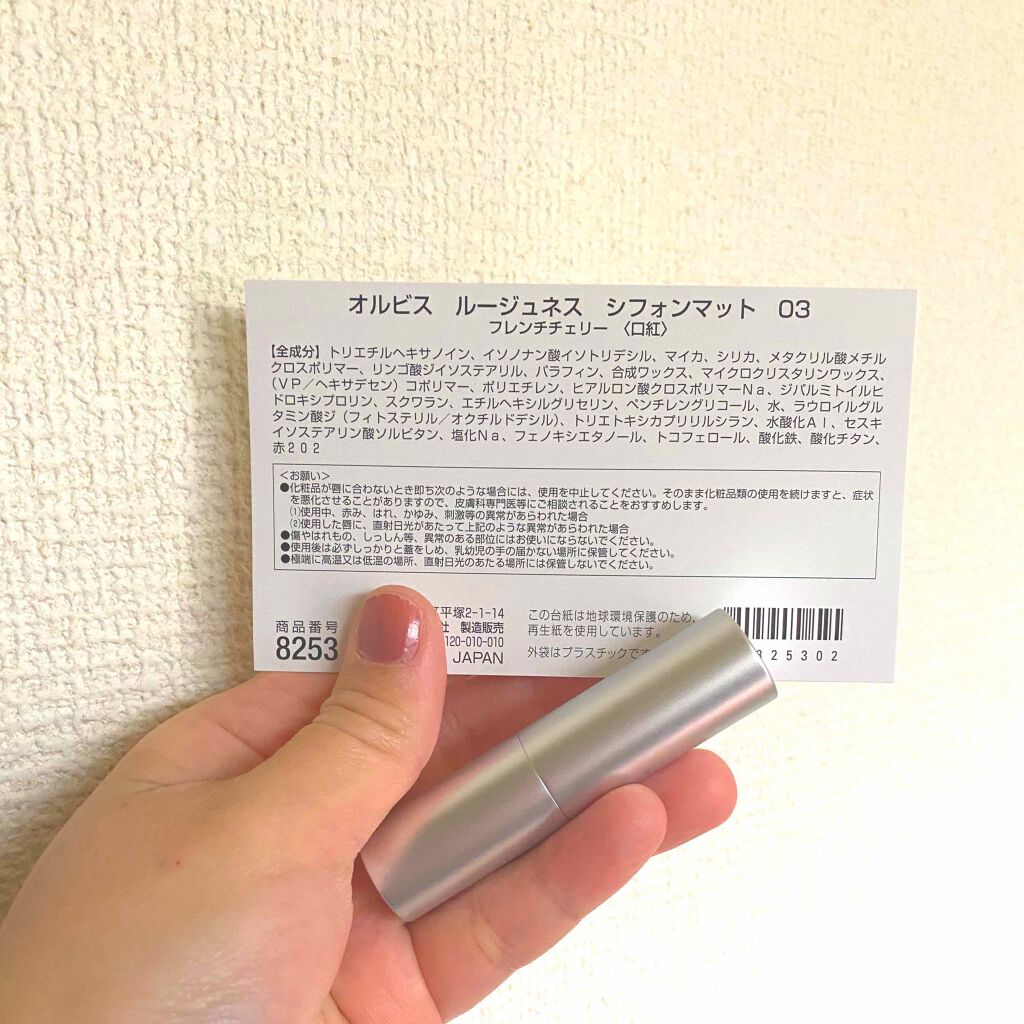 オルビス ルージュネス シフォンマット 03
フレンチチェリー 〈口紅〉
【全成分】トリエチルヘキサノイン、イソノナン酸イソトリデシル、マイカ、シリカ、メタクリル酸メチル
クロスポリマー、リンゴ酸ジイソステアリル、パラフィン、合成ワックス、マイクロクリスタリンワックス、
(VP/ヘキサデセン)コポリマー、ポリエチレン、ヒアルロン酸クロスポリマーNa、ジパルミトイルヒ
ドロキシプロリン、スクワラン、エチルヘキシルグリセリン、ペンチレングリコール、水、ラウロイルグル
タミン酸ジ(フィトステリル/オクチルドデシル)、トリエトキシカプリリルシラン、水酸化Al、セスキ
イソステアリン酸ソルビタン、塩化Na、フェノキシエタノール、トコフェロール、酸化鉄、酸化チタン、
赤202
<お願い>
●化粧品が唇に合わないとき即ち次のような場合には、使用を中止してください。そのまま化粧品類の使用を続けますと、症状
を悪化させることがありますので、皮膚科専門医等にご相談されることをおすすめします。
(1)使用中、赤み、はれ、かゆみ、刺激等の異常があらわれた場合
(2)使用した唇に、直射日光があたって上記のような異常があらわれた場合
●傷やはれもの、しっしん等、異常のある部位にはお使いにならないでください。
●使用後は必ずしっかりと蓋をしめ、乳幼児の手の届かない場所に保管してください。
●極端に高温又は低温の場所、直射日光のあたる場所には保管しないでください。
商品番号
8253
平塚2-1-14
社 製造販売
120-010-010
JAPAN
この台紙は地球環境保護のため、
再生紙を使用しています。
外袋はプラスチックです
325302